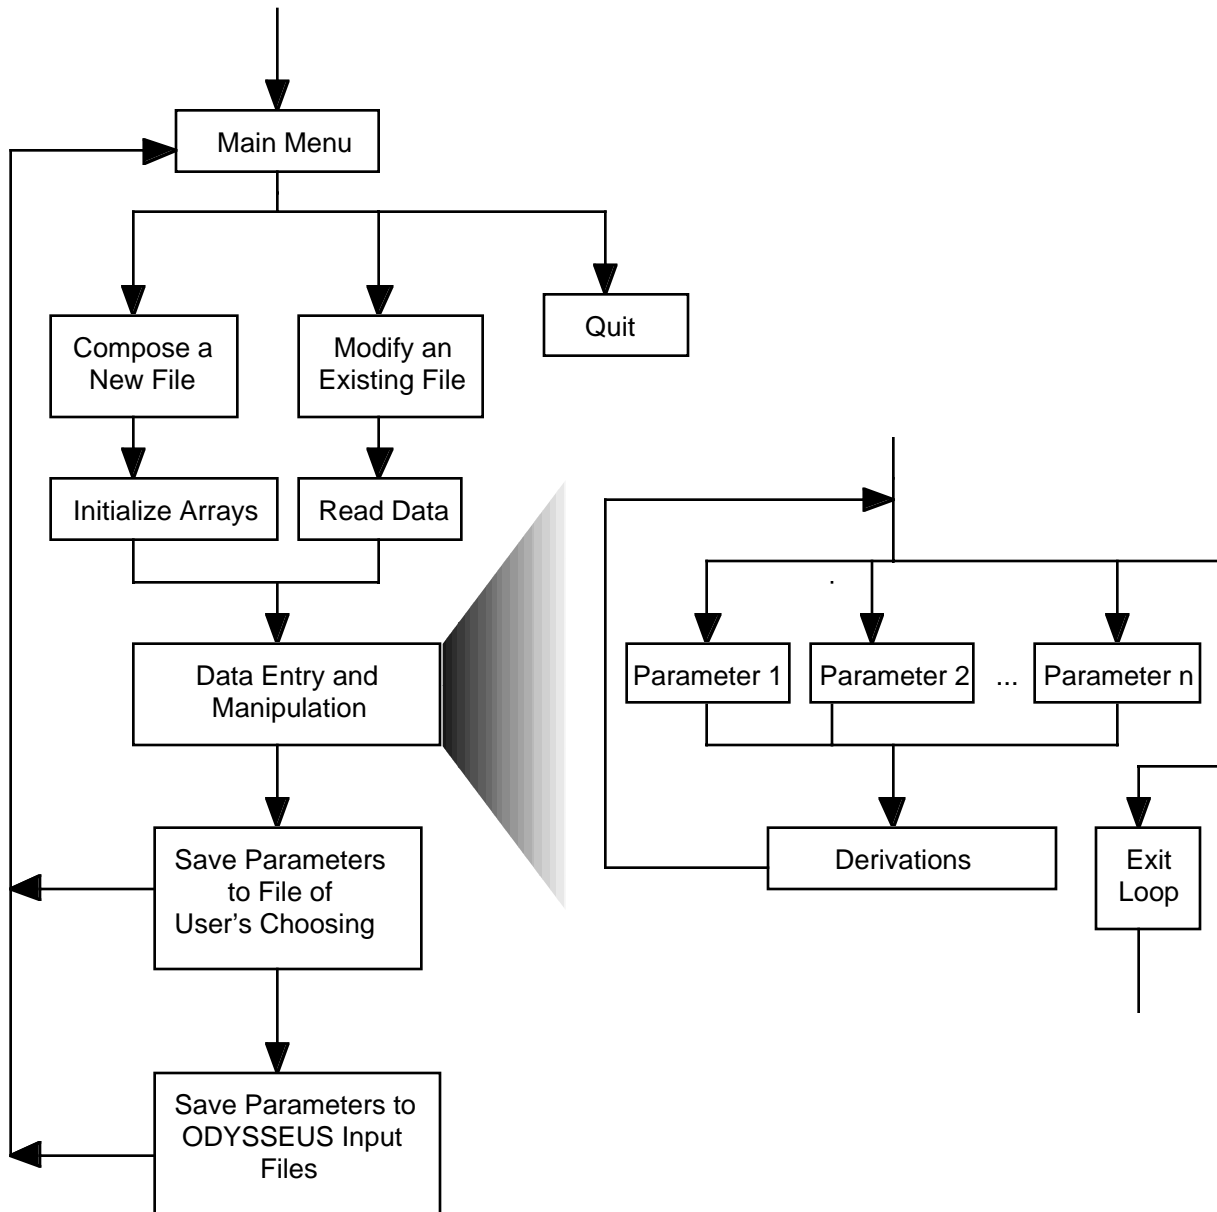 Main Menu
Compose a
New File
Modify an
Existing File
Quit
Initialize Arrays
Read Data
Data Entry and
Manipulation
Save Parameters
to File of
User’s Choosing
Save Parameters to
ODYSSEUS Input
Files
Parameter 1
Parameter 2
...
Parameter n
Derivations
Exit
Loop